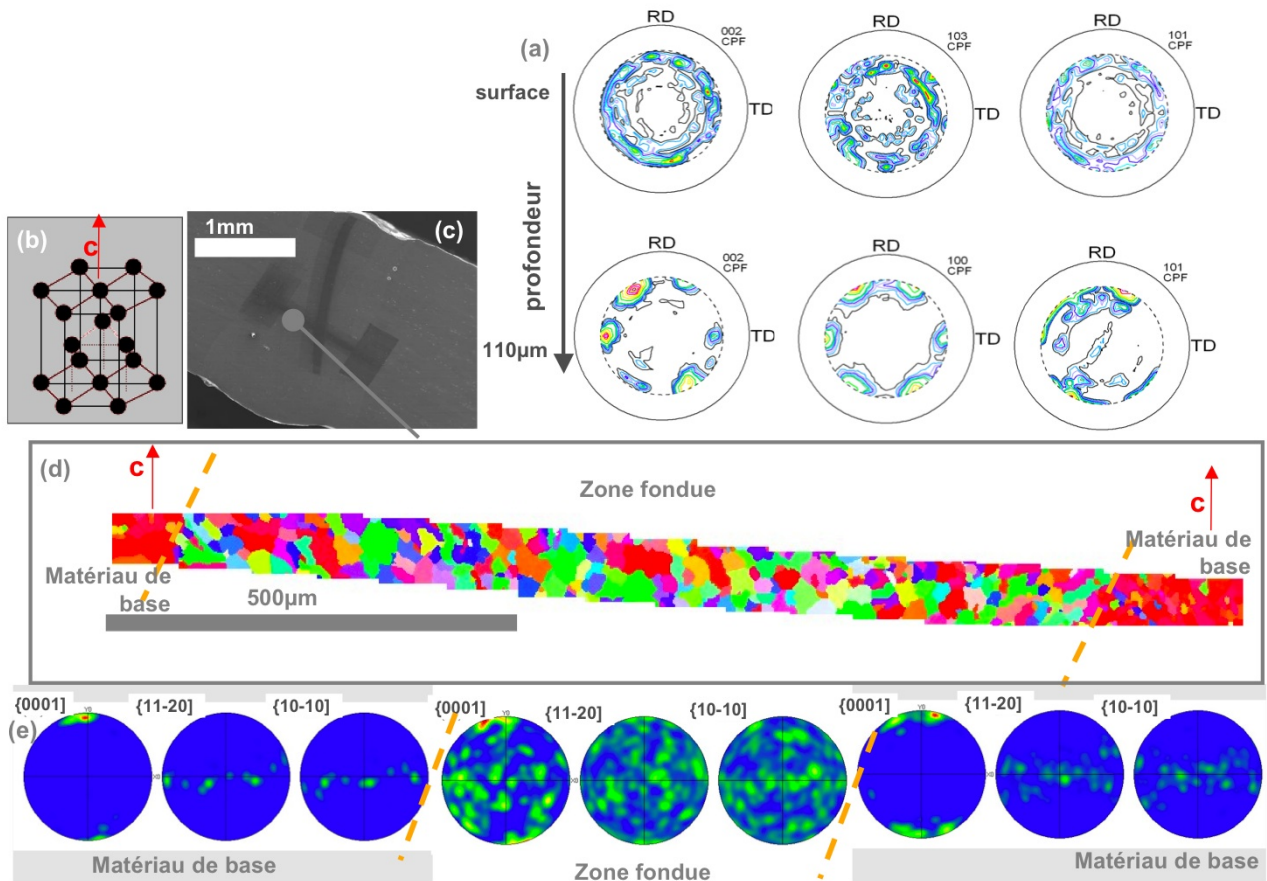 (a)
RD
002
CPF
RD
103
CPF
RD
101
CPF
surface
TD
TD
TD
profondeur
(b)
c
1mm
(c)
RD
002
CPF
RD
100
CPF
RD
101
CPF
TD
TD
TD
110µm
(d)
c
Zone fondue
c
Matériau de
base
Matériau de
base
500µm
(e)
{0001]
{11-20]
{10-10]
{0001]
{11-20]
{10-10]
{0001]
{11-20]
{10-10]
Matériau de base
Zone fondue
Matériau de base